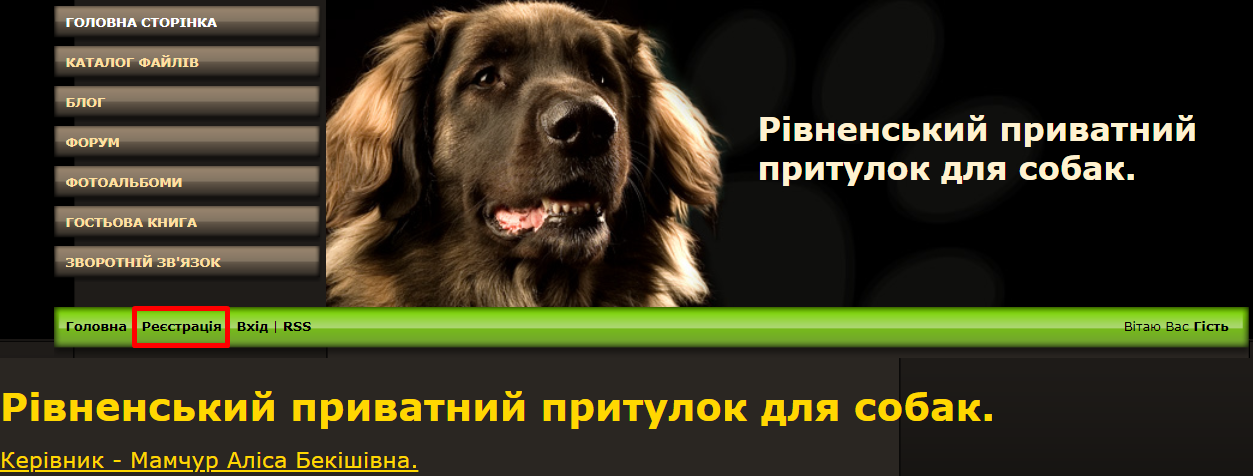 ГОЛОВНА СТОРІНКА
КАТАЛОГ ФАЙЛІВ
БЛОГ
ФОРУМ
ФОТОАЛЬБОМИ
ГОСТЬОВА КНИГА
ЗВОРОТНІЙ ЗВ'ЯЗОК
Рівненський приватний
притулок для собак.
Головна Реєстрація Вхід | RSS Вітаю Вас Гість
Рівненський приватний притулок для собак.
Керівник - Мамчур Аліса Бекішівна.